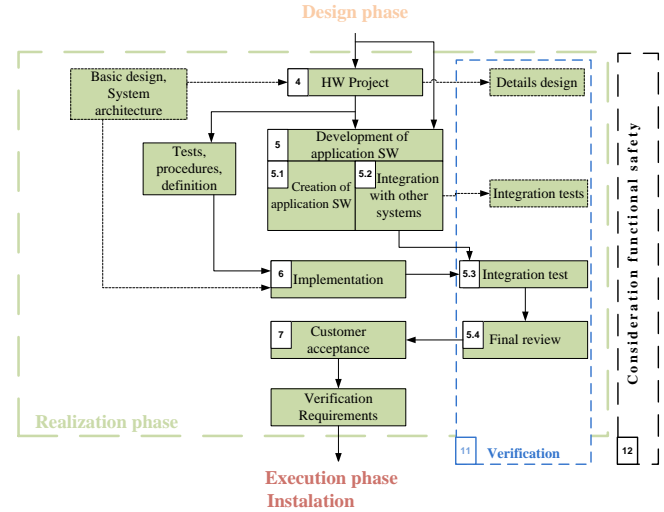 Design phase
Basic design,
System
architecture
4
HW Project
Details design
5
Development of
application SW
Tests,
procedures,
definition
5.1
Creation of
application SW
5.2
Integration
with other
systems
Integration tests
6
Implementation
5.3
Integration test
7
Customer
acceptance
5.4
Final review
Verification
Requirements
Realization phase
11
Verification
12
Consideration functional safety
Execution phase
Instalation